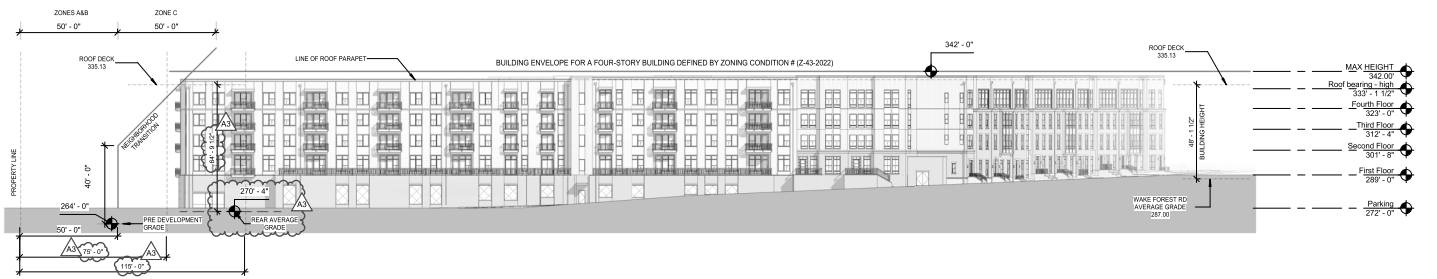 ZONES A&B
ZONE C
50' - 0"
50' - 0"
ROOF DECK
335.13
LINE OF ROOF PARAPET
BUILDING ENVELOPE FOR A FOUR-STORY BUILDING DEFINED BY ZONING CONDITION # (Z-43-2022)
342' - 0"
ROOF DECK
335.13
MAX HEIGHT
342.00'
Roof bearing - high
333' - 1 1/2"
Fourth Floor
323' - 0"
Third Floor
312' - 4"
Second Floor
301' - 8"
First Floor
289' - 0"
Parking
272' - 0"
PROPERTY LINE
NEIGHBORHOOD
TRANSITION
40' - 0"
64' - 9 1/2"
A3
48' - 1 1/2"
BUILDING HEIGHT
264' - 0"
PRE DEVELOPMENT
GRADE
270' - 4"
A3
REAR AVERAGE
GRADE
WAKE FOREST RD
AVERAGE GRADE
287.00
50' - 0"
A3
75' - 0"
A3
115' - 0"